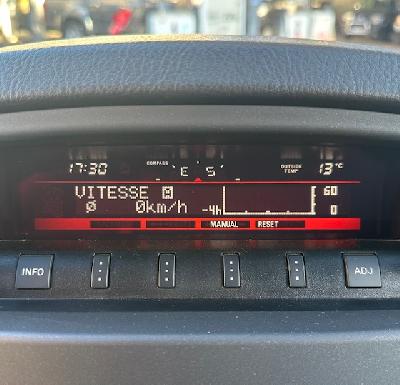 17:30 COMPASS E S OUTSIDE TEMP 13°C
VITESSE
Ø 0km/h -4h 60 0
MANUAL RESET
INFO ADJ